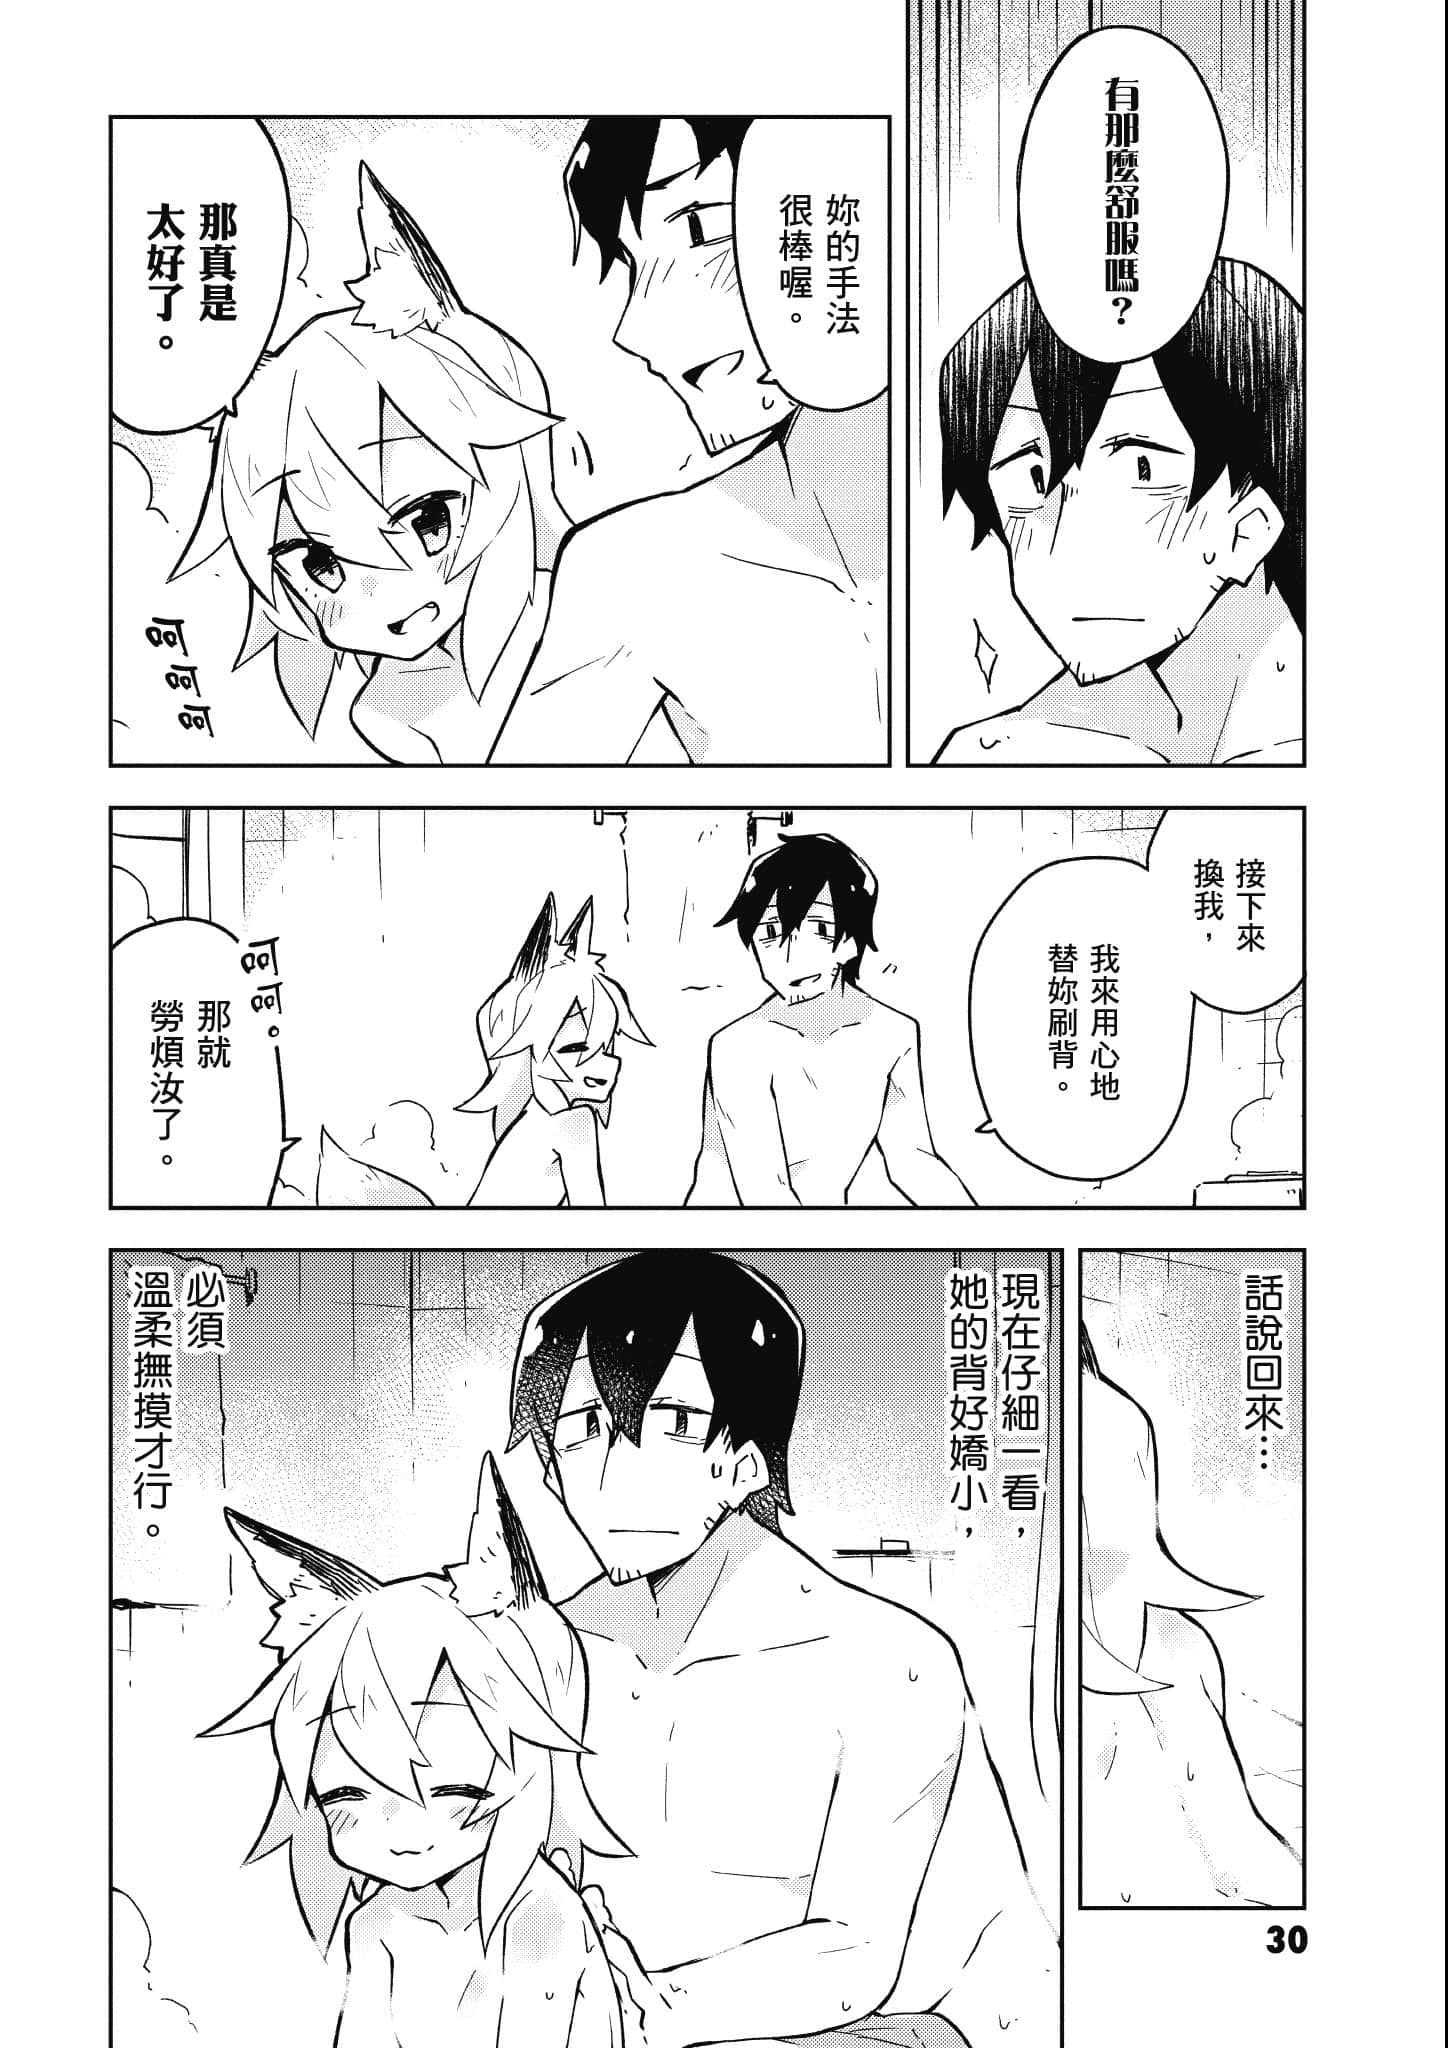 有那麼舒服嗎？
妳的手法
很棒喔。
那真是
太好了。
呵呵呵
接下來
換我，
我來用心地
替妳刷背。
呵呵。
那就
勞煩汝了。
話說回來…
現在仔細一看，
她的背好嬌小，
必須
溫柔撫摸才行。
30